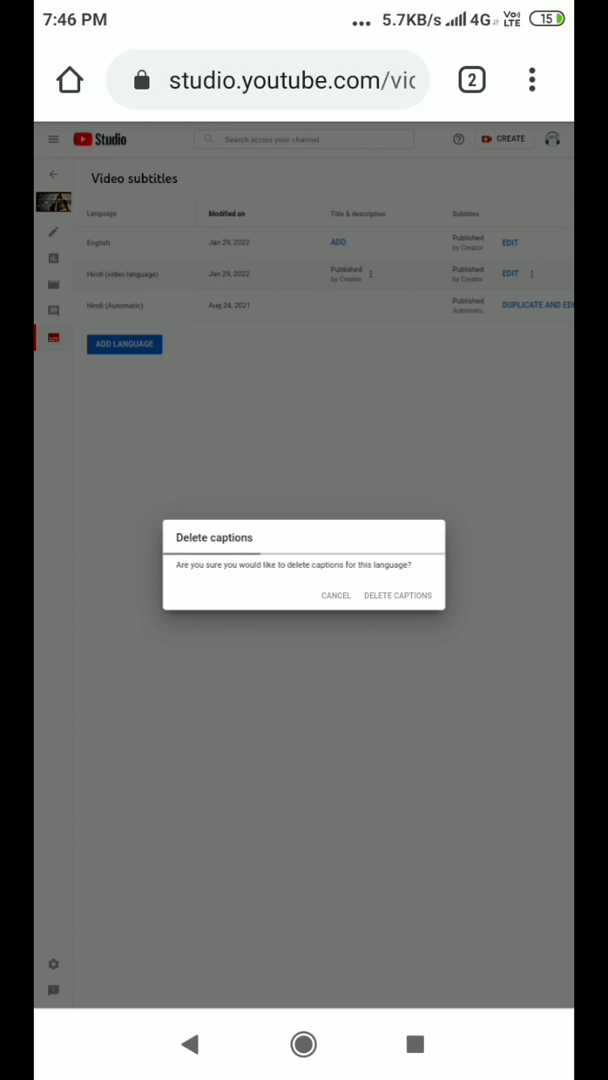 7:46 PM ... 5.7KB/s 4G Vo) LTE 15
studio.youtube.com/vic 2
Studio Search across your channel CREATE
Video subtitles
Language Modified on Title & description Subtitles
English Jan 29, 2022 ADD Published by Creator EDIT
Hindi (video language) Jan 29, 2022 Published by Creator Published by Creator EDIT
Hindi (Automatic) Aug 24, 2021 Published Automatic DUPLICATE AND EDI
ADD LANGUAGE
Delete captions
Are you sure you would like to delete captions for this language?
CANCEL DELETE CAPTIONS